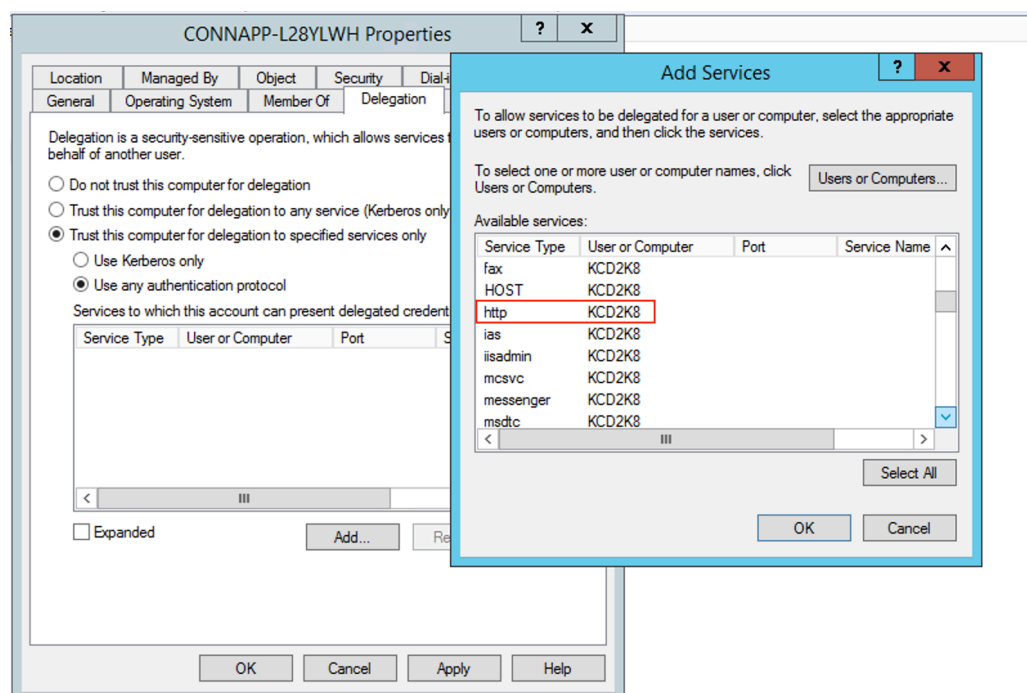 CONNAPP-L28YLWH Properties
? x
Location Managed By Object Security Dial-i
General Operating System Member Of Delegation
Delegation is a security-sensitive operation, which allows services t
behalf of another user.
Do not trust this computer for delegation
Trust this computer for delegation to any service (Kerberos only
Trust this computer for delegation to specified services only
Use Kerberos only
Use any authentication protocol
Services to which this account can present delegated credent
Service Type User or Computer Port S
Expanded
Add... Re
OK Cancel Apply Help
Add Services
? x
To allow services to be delegated for a user or computer, select the appropriate
users or computers, and then click the services.
To select one or more user or computer names, click
Users or Computers.
Users or Computers...
Available services:
Service Type User or Computer Port Service Name
fax KCD2K8
HOST KCD2K8
http KCD2K8
ias KCD2K8
iisadmin KCD2K8
mcsvc KCD2K8
messenger KCD2K8
msdtc KCD2K8
Select All
OK Cancel